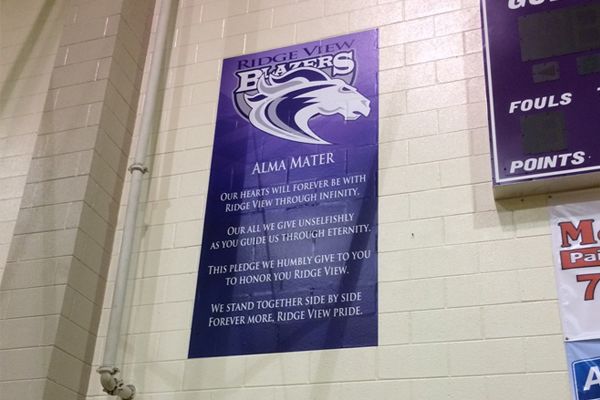 RIDGE VIEW
BLAZERS
ALMA MATER
OUR HEARTS WILL FOREVER BE WITH
RIDGE VIEW THROUGH INFINITY.
OUR ALL WE GIVE UNSELFISHLY
AS YOU GUIDE US THROUGH ETERNITY.
THIS PLEDGE WE HUMBLY GIVE TO YOU
TO HONOR YOU RIDGE VIEW.
WE STAND TOGETHER SIDE BY SIDE
FOREVER MORE, RIDGE VIEW PRIDE.
FOULS
POINTS
7
A